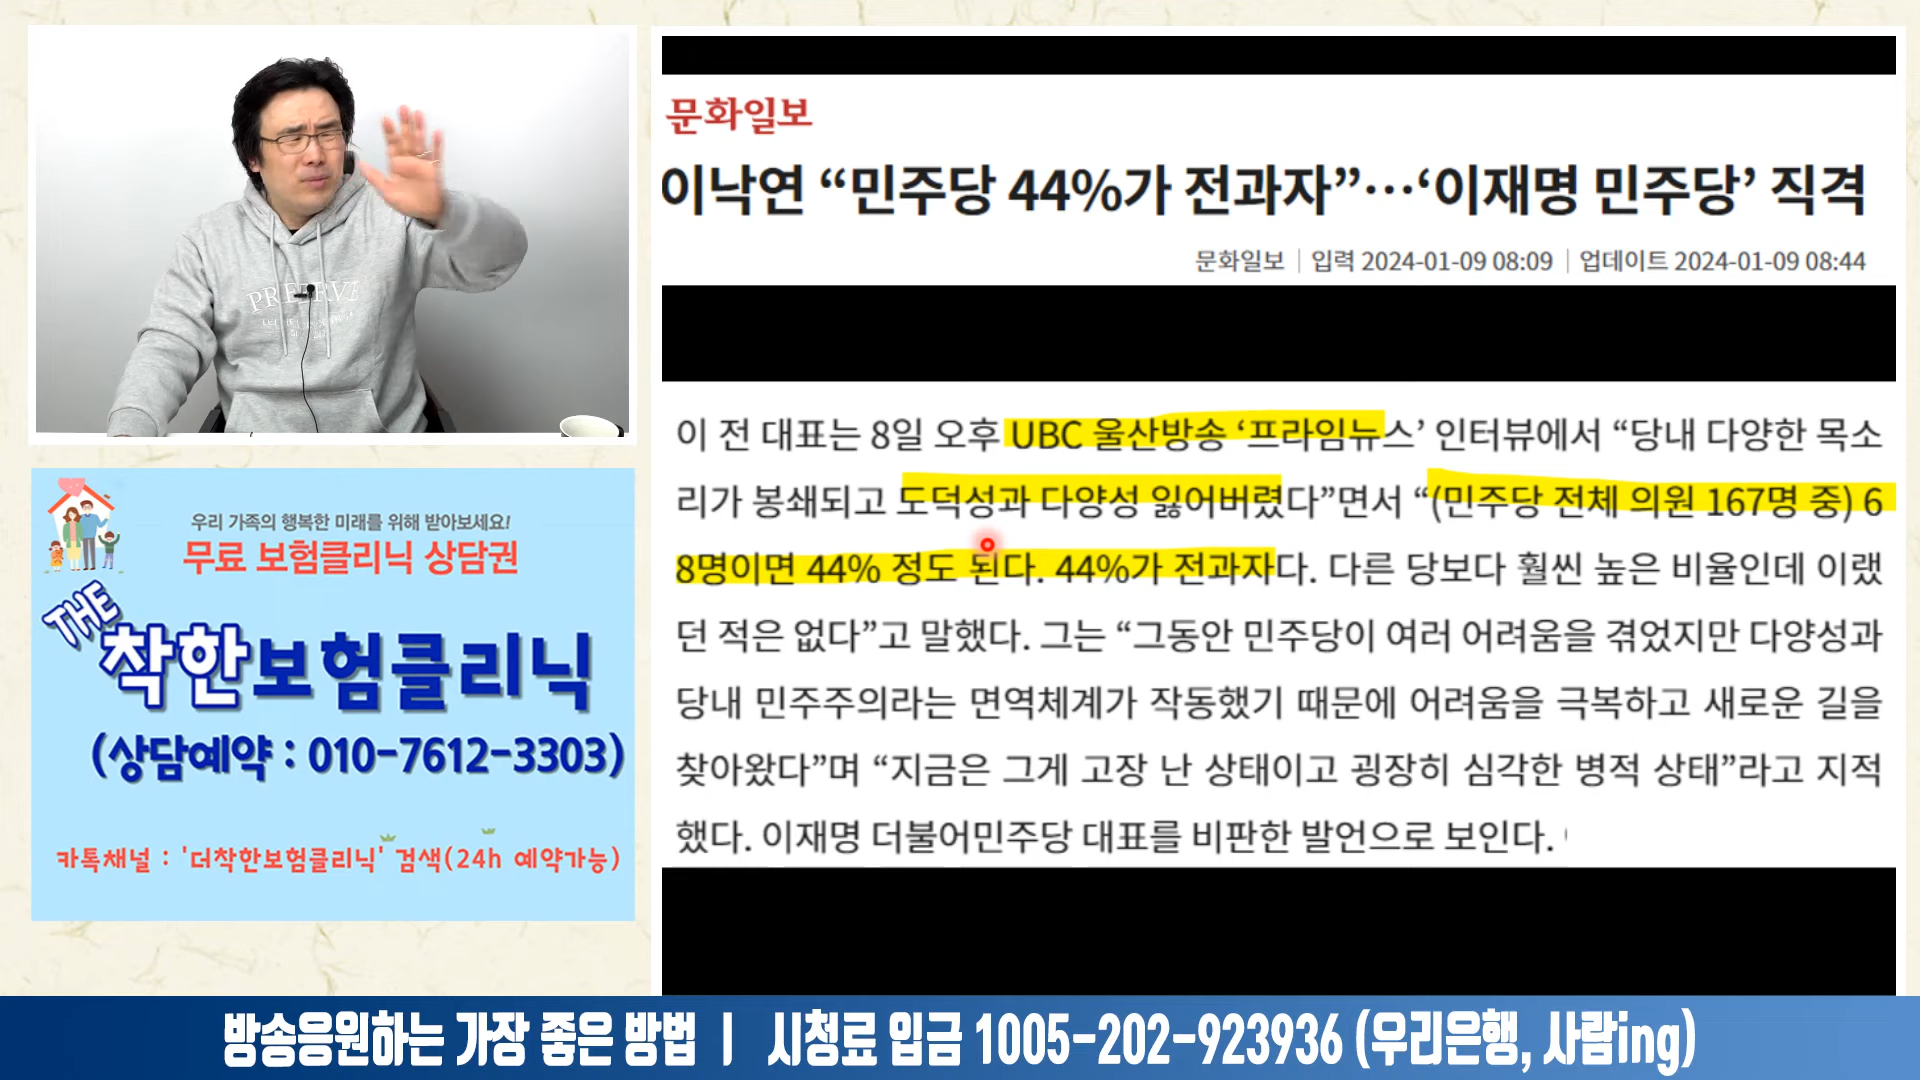 PRESERVE
우리 가족의 행복한 미래를 위해 받아보세요!
무료 보험클리닉 상담권
THE
착한보험클리닉
(상담예약 : 010-7612-3303)
카톡채널 : '더착한보험클리닉' 검색(24h 예약가능)
문화일보
이낙연 “민주당 44%가 전과자”…‘이재명 민주당’ 직격
문화일보 | 입력 2024-01-09 08:09 | 업데이트 2024-01-09 08:44
이 전 대표는 8일 오후 UBC 울산방송 ‘프라임뉴스’ 인터뷰에서 “당내 다양한 목소
리가 봉쇄되고 도덕성과 다양성 잃어버렸다”면서 “(민주당 전체 의원 167명 중) 6
8명이면 44% 정도 된다. 44%가 전과자다. 다른 당보다 훨씬 높은 비율인데 이랬
던 적은 없다”고 말했다. 그는 “그동안 민주당이 여러 어려움을 겪었지만 다양성과
당내 민주주의라는 면역체계가 작동했기 때문에 어려움을 극복하고 새로운 길을
찾아왔다”며 “지금은 그게 고장 난 상태이고 굉장히 심각한 병적 상태”라고 지적
했다. 이재명 더불어민주당 대표를 비판한 발언으로 보인다.
방송응원하는 가장 좋은 방법 | 시청료 입금 1005-202-923936 (우리은행, 사람ing)